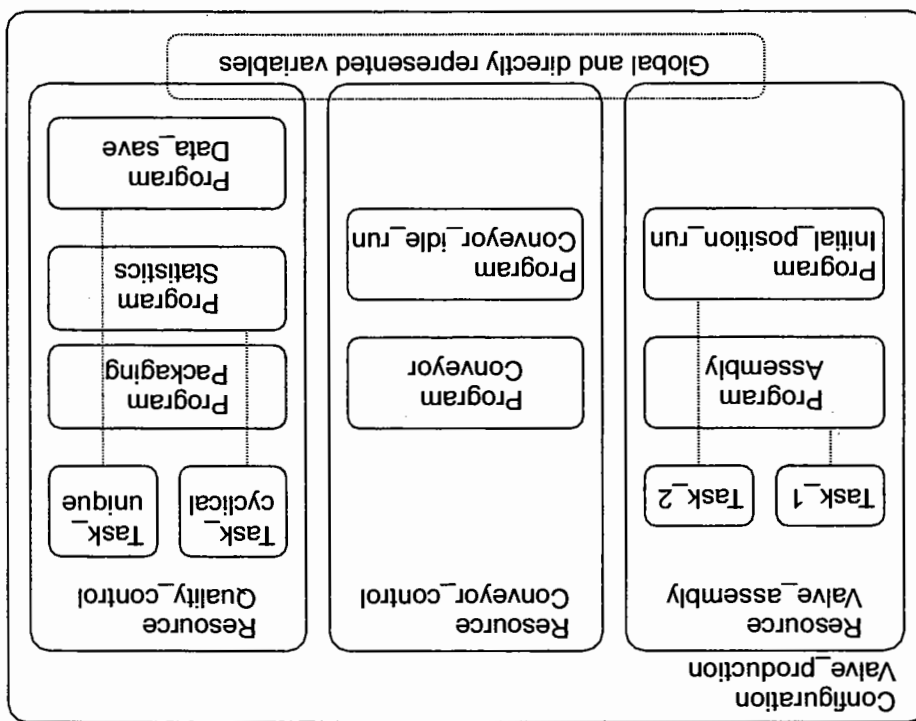 Configuration
Valve_production
Resource
Valve_assembly
Task_1
Task_2
Program
Assembly
Program
Initial_position_run
Resource
Conveyor_control
Program
Conveyor
Program
Conveyor_idle_run
Resource
Quality_control
Task_
cyclical
Task_
unique
Program
Packaging
Program
Statistics
Program
Data_save
Global and directly represented variables